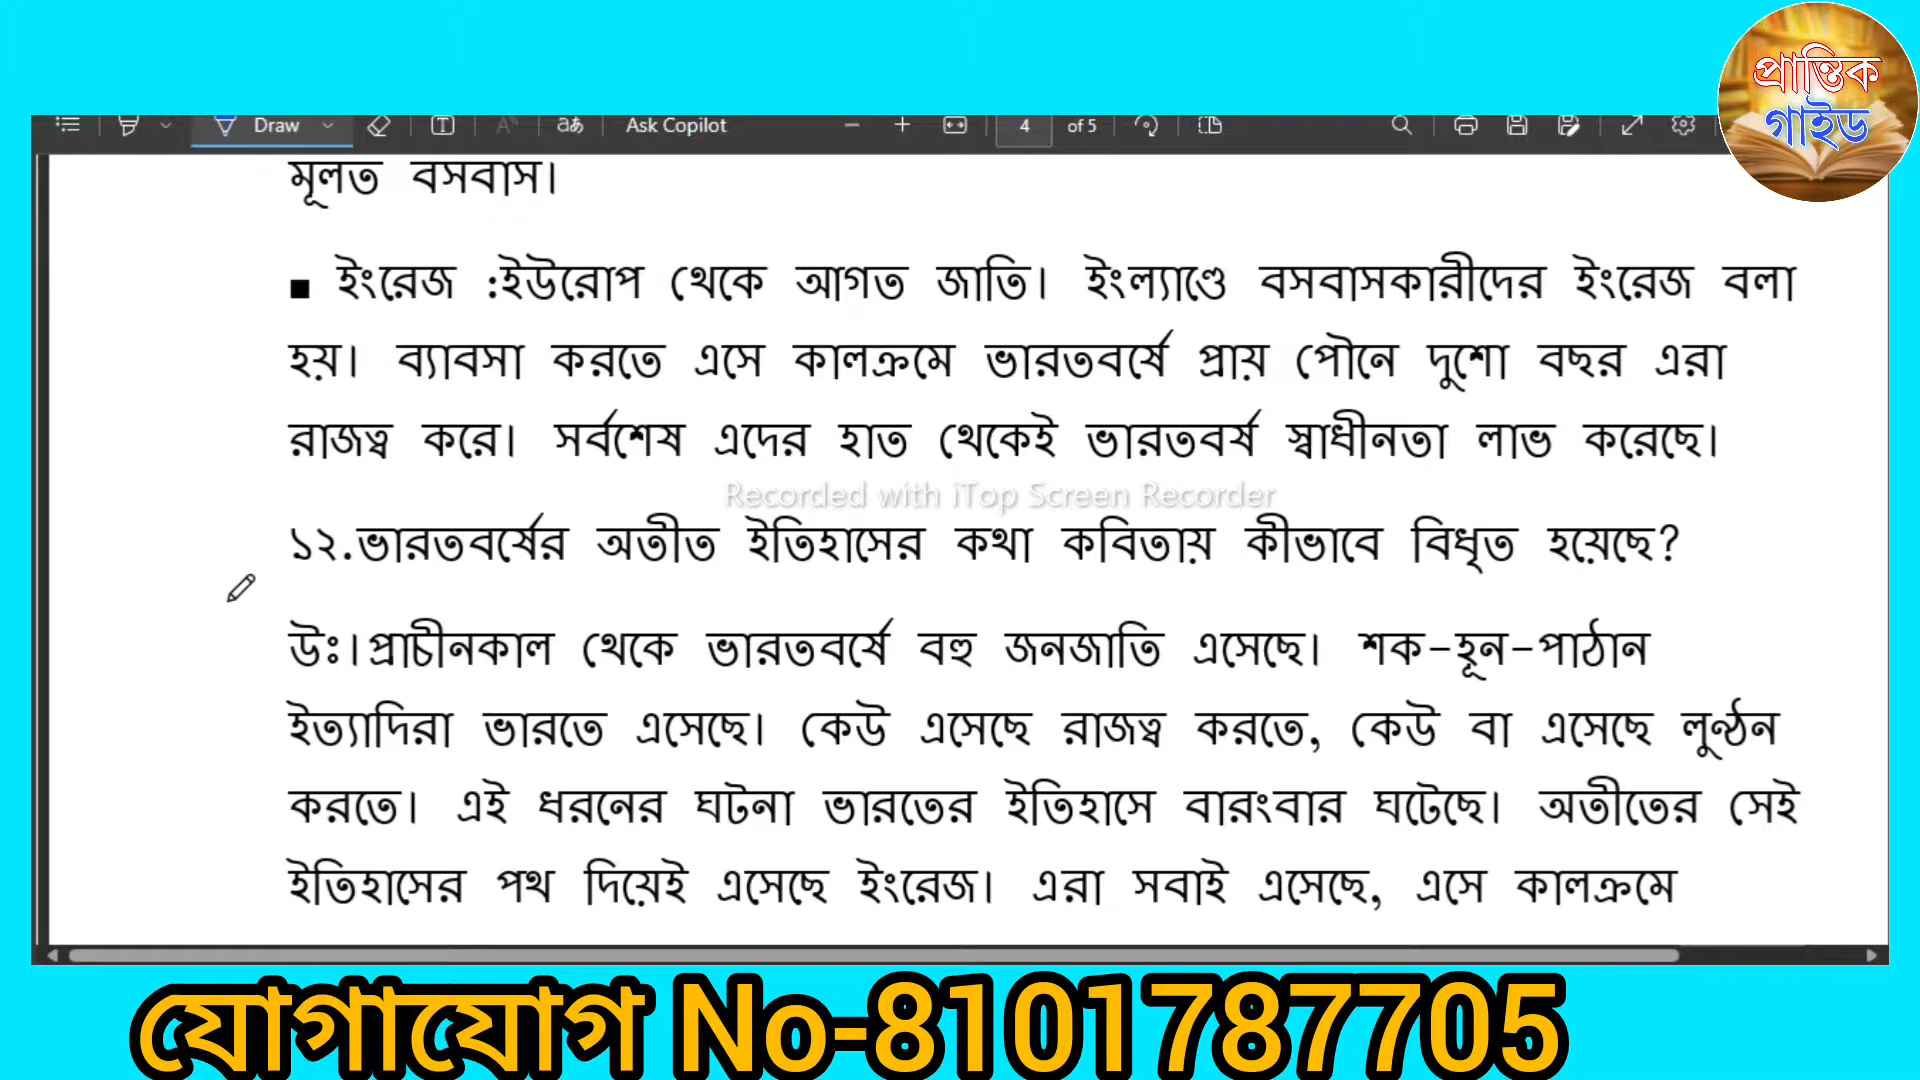 প্রান্তিক
গাইড
Draw
Ask Copilot
4 of 5
মূলত বসবাস।
■ ইংরেজ :ইউরোপ থেকে আগত জাতি। ইংল্যাণ্ডে বসবাসকারীদের ইংরেজ বলা
হয়। ব্যাবসা করতে এসে কালক্রমে ভারতবর্ষে প্রায় পৌনে দুশো বছর এরা
রাজত্ব করে। সর্বশেষ এদের হাত থেকেই ভারতবর্ষ স্বাধীনতা লাভ করেছে।
Recorded with iTop Screen Recorder
১২.ভারতবর্ষের অতীত ইতিহাসের কথা কবিতায় কীভাবে বিধৃত হয়েছে?
উঃ।প্রাচীনকাল থেকে ভারতবর্ষে বহু জনজাতি এসেছে। শক-হূন-পাঠান
ইত্যাদিরা ভারতে এসেছে। কেউ এসেছে রাজত্ব করতে, কেউ বা এসেছে লুণ্ঠন
করতে। এই ধরনের ঘটনা ভারতের ইতিহাসে বারংবার ঘটেছে। অতীতের সেই
ইতিহাসের পথ দিয়েই এসেছে ইংরেজ। এরা সবাই এসেছে, এসে কালক্রমে
যোগাযোগ No-8101787705